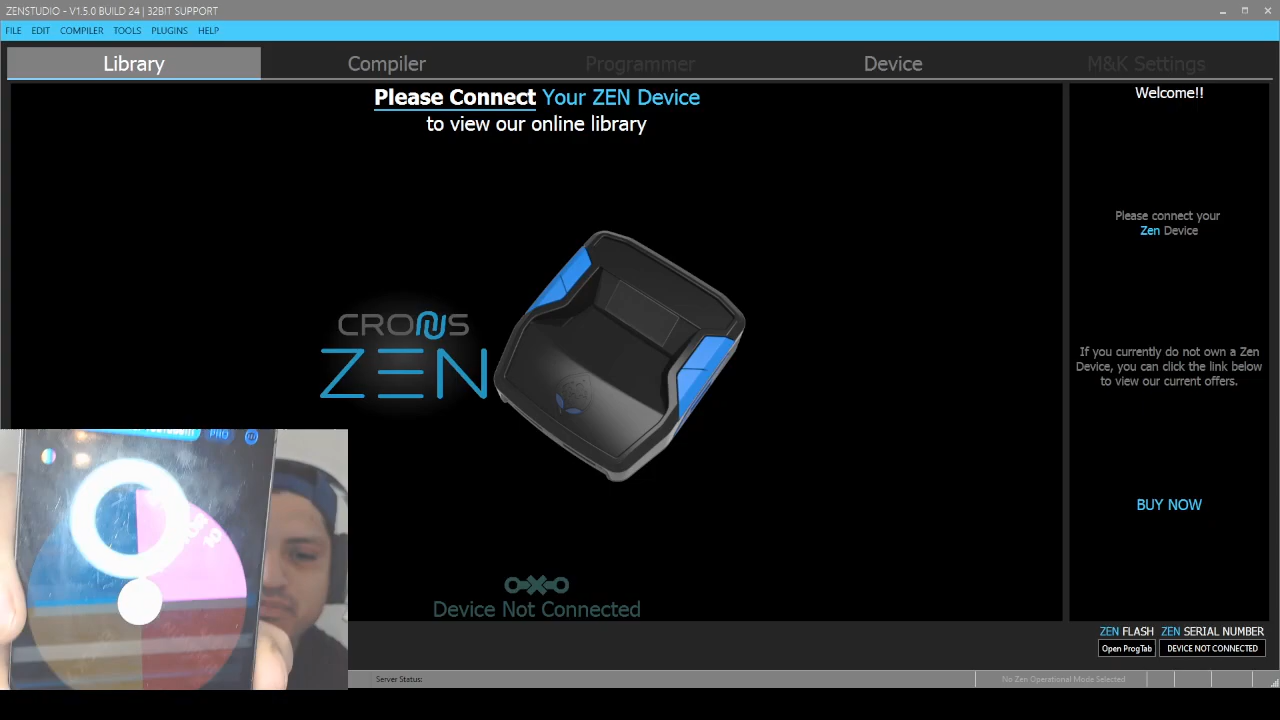 ZENSTUDIO - V1.5.0 BUILD 24 | 32BIT SUPPORT
FILE EDIT COMPILER TOOLS PLUGINS HELP
Library Compiler Programmer Device M&K Settings
Please Connect Your ZEN Device
to view our online library
Welcome!!
Please connect your
Zen Device
CRONUS
ZEN
If you currently do not own a Zen
Device, you can click the link below
to view our current offers.
PRO
BUY NOW
10
Device Not Connected
ZEN FLASH ZEN SERIAL NUMBER
Open ProgTab DEVICE NOT CONNECTED
Server Status:
No Zen Operational Mode Selected